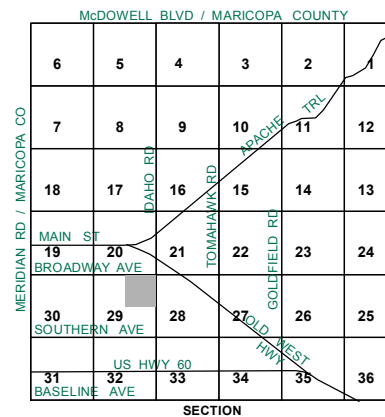 McDOWELL BLVD / MARICOPA COUNTY
6 5 4 3 2 1
TRL
7 8 9 10 11 12
APACHE
IDAHO RD
MERIDIAN RD / MARICOPA CO
18 17 16 15 14 13
TOMAHAWK RD
GOLDFIELD RD
MAIN ST
19 20 21 22 23 24
BROADWAY AVE
30 29 28 27 26 25
SOUTHERN AVE
OLD WEST
HWY
US HWY 60
31 32 33 34 35 36
BASELINE AVE
SECTION